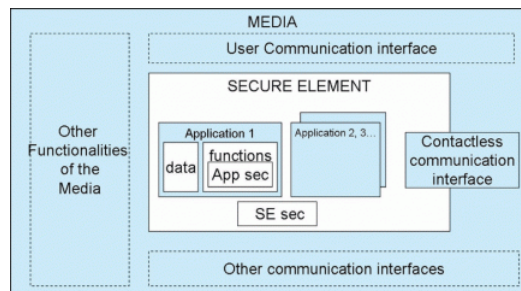 MEDIA
User Communication interface
SECURE ELEMENT
Other
Functionalities
of the
Media
Application 1
data
functions
App sec
Application 2, 3...
Contactless
communication
interface
SE sec
Other communication interfaces